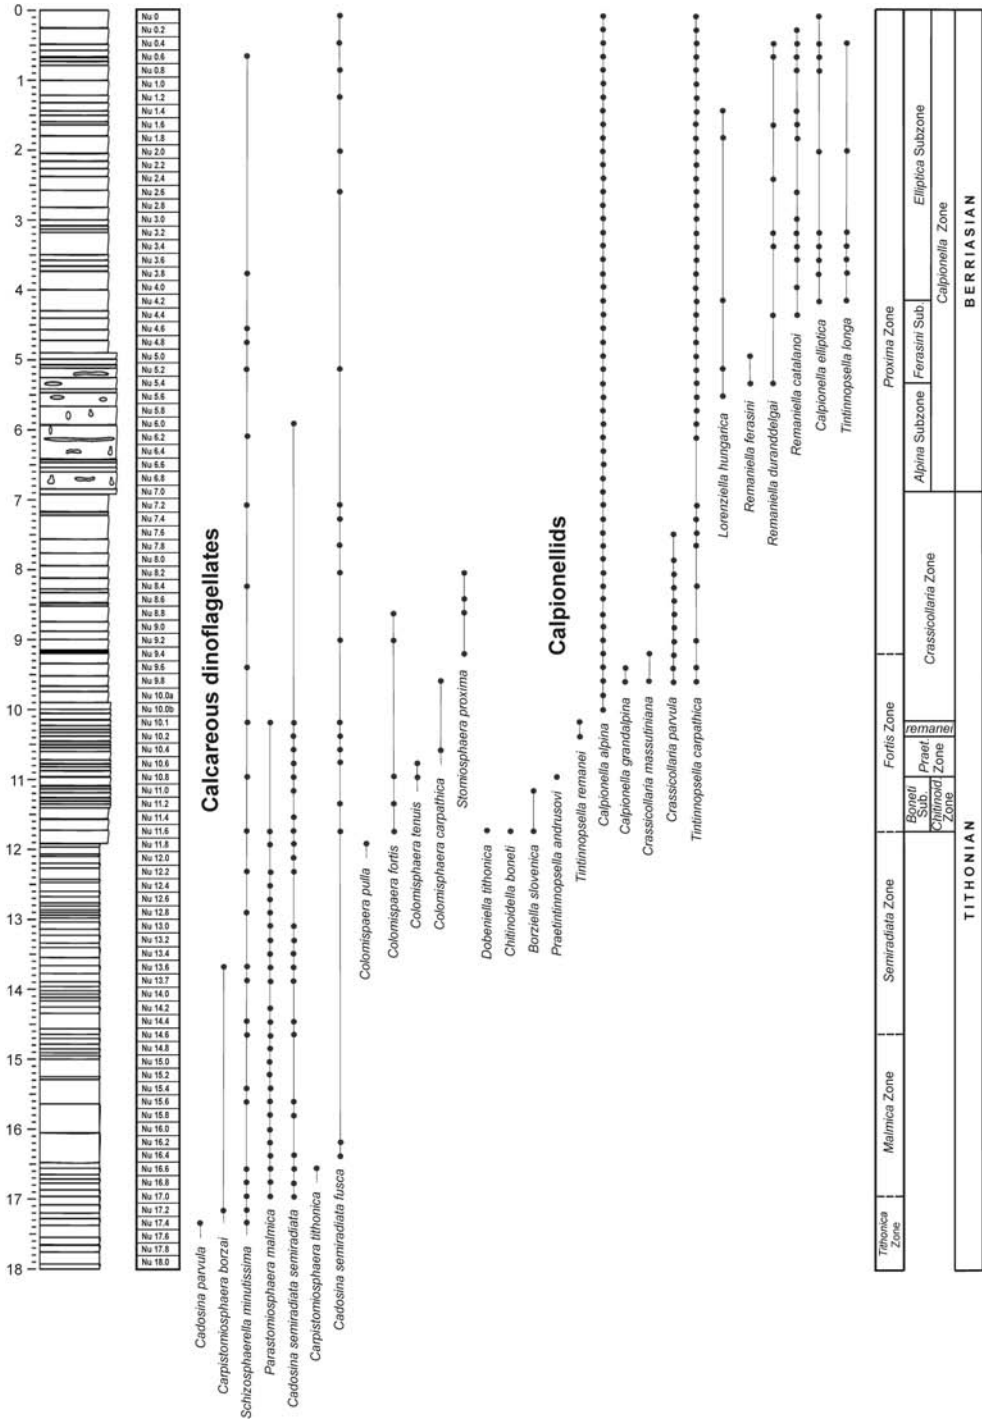 0
1
2
3
4
5
6
7
8
9
10
11
12
13
14
15
16
17
18
Nu 0
Nu 0.2
Nu 0.4
Nu 0.6
Nu 0.8
Nu 1.0
Nu 1.2
Nu 1.4
Nu 1.6
Nu 1.8
Nu 2.0
Nu 2.2
Nu 2.4
Nu 2.6
Nu 2.8
Nu 3.0
Nu 3.2
Nu 3.4
Nu 3.6
Nu 3.8
Nu 4.0
Nu 4.2
Nu 4.4
Nu 4.6
Nu 4.8
Nu 5.0
Nu 5.2
Nu 5.4
Nu 5.6
Nu 5.8
Nu 6.0
Nu 6.2
Nu 6.4
Nu 6.6
Nu 6.8
Nu 7.0
Nu 7.2
Nu 7.4
Nu 7.6
Nu 7.8
Nu 8.0
Nu 8.2
Nu 8.4
Nu 8.6
Nu 8.8
Nu 9.0
Nu 9.2
Nu 9.4
Nu 9.6
Nu 9.8
Nu 10.0a
Nu 10.0b
Nu 10.1
Nu 10.2
Nu 10.4
Nu 10.6
Nu 10.8
Nu 11.0
Nu 11.2
Nu 11.4
Nu 11.6
Nu 11.8
Nu 12.0
Nu 12.2
Nu 12.4
Nu 12.6
Nu 12.8
Nu 13.0
Nu 13.2
Nu 13.4
Nu 13.6
Nu 13.7
Nu 14.0
Nu 14.2
Nu 14.4
Nu 14.6
Nu 14.8
Nu 15.0
Nu 15.2
Nu 15.4
Nu 15.6
Nu 15.8
Nu 16.0
Nu 16.2
Nu 16.4
Nu 16.6
Nu 16.8
Nu 17.0
Nu 17.2
Nu 17.4
Nu 17.6
Nu 17.8
Nu 18.0
Calcareous dinoflagellates
Cadosina parvula
Carpistomiosphaera borzai
Schizosphaerella minutissima
Parastomiosphaera malmica
Cadosina semiradiata semiradiata
Carpistomiosphaera tithonica
Cadosina semiradiata fusca
Colomispaera pulla
Colomispaera fortis
Colomisphaera tenuis
Colomisphaera carpathica
Stomiosphaera proxima
Calpionellids
Dobeniella tithonica
Chitinoidella boneti
Borziella slovenica
Praetintinnopsella andrusovi
Tintinnopsella remanei
Calpionella alpina
Calpionella grandalpina
Crassicollaria massutiniana
Crassicollaria parvula
Tintinnopsella carpathica
Lorenziella hungarica
Remaniella ferasini
Remaniella duranddelgai
Remaniella catalanoi
Calpionella elliptica
Tintinnopsella longa
Proxima Zone
Fortis Zone
Semiradiata Zone
Malmica Zone
Tithonica
Zone
Elliptica Subzone
Ferasini Sub.
Alpina Subzone
Calpionella Zone
Crassicollaria Zone
remanei
Praet.
Zone
Boneti
Sub.
Chitinoid.
Zone
BERRIASIAN
TITHONIAN